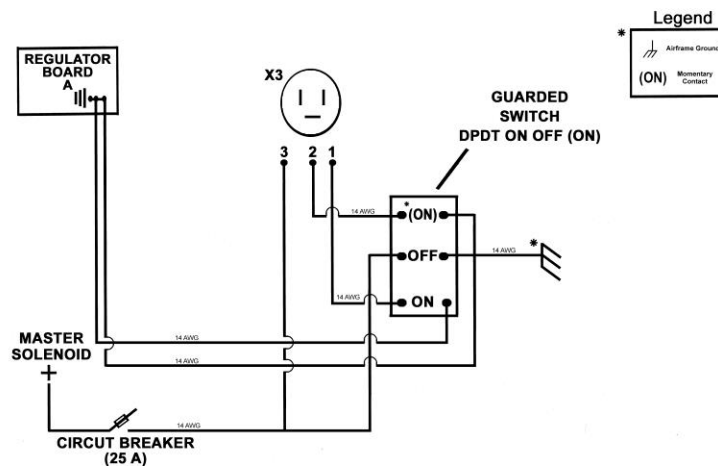 Legend
*
Airframe Ground
(ON)
Momentary
Contact
REGULATOR
BOARD
A
X3
3 2 1
GUARDED
SWITCH
DPDT ON OFF (ON)
14 AWG
*
(ON)
14 AWG
*
OFF
14 AWG
ON
14 AWG
MASTER
SOLENOID
+
14 AWG
14 AWG
CIRCUT BREAKER
(25 A)